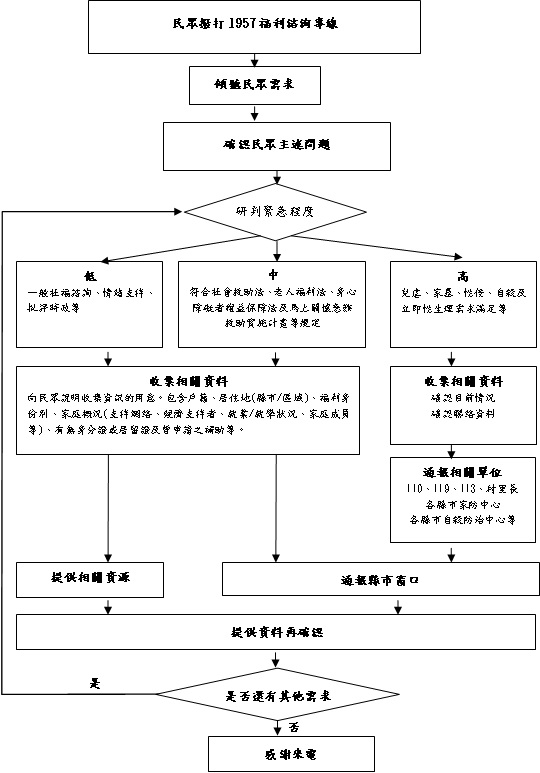 民眾撥打1957福利諮詢專線
傾聽民眾需求
確認民眾主述問題
研判緊急程度
低
一般社福諮詢、情緒支持、
批評時政等
中
符合社會救助法、老人福利法、身心
障礙者權益保障法及馬上關懷急難
救助實施計畫等規定
高
兒虐、家暴、性侵、自殺及
立即性生理需求滿足等
收集相關資料
向民眾說明收集資訊的用意。包含戶籍、居住地(縣市/區域)、福利身
份別、家庭概況(支持網絡、經濟支持者、就業/就學狀況、家庭成員
等)、有無身分證或居留證及曾申請之補助等。
收集相關資料
確認目前情況
確認聯絡資料
通報相關單位
110、119、113、村里長
各縣市家防中心
各縣市自殺防治中心等
提供相關資源
通報縣市窗口
提供資料再確認
是
是否還有其他需求
否
感謝來電